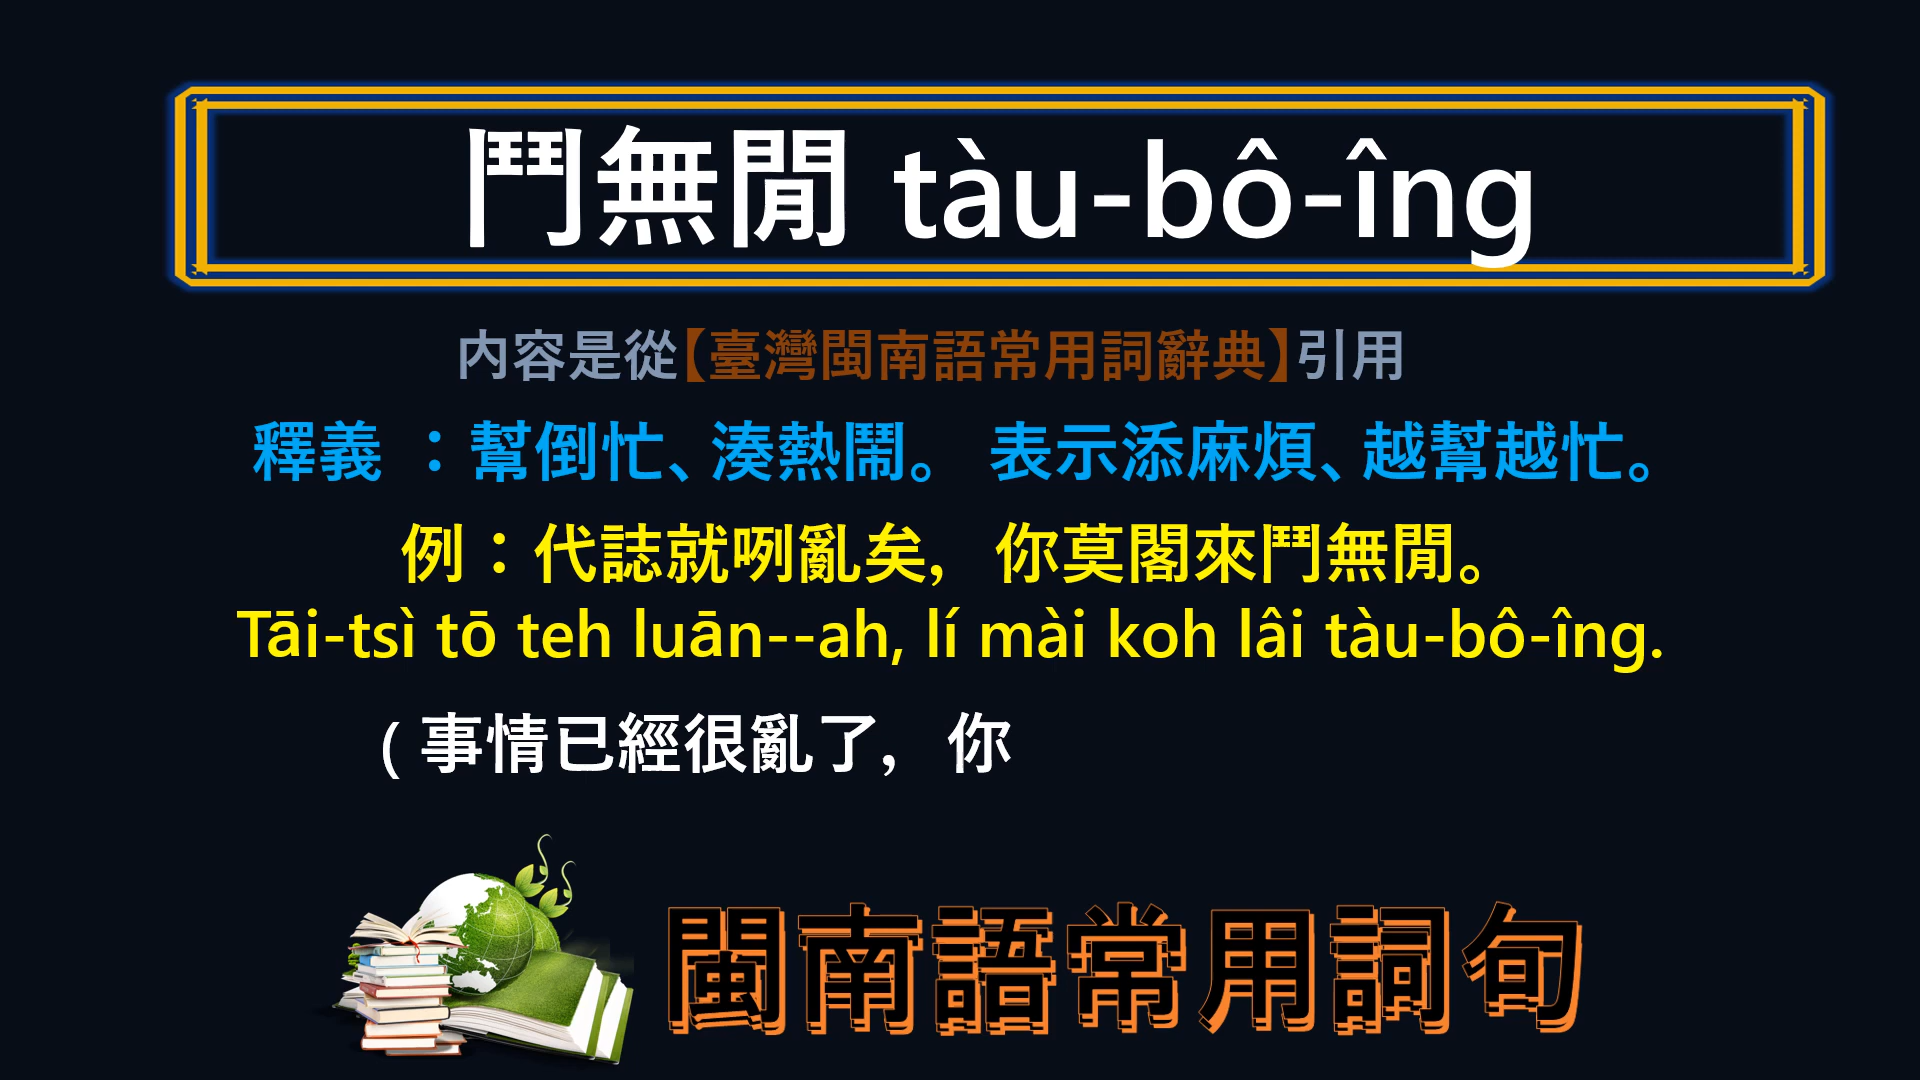 鬥無閒 tàu-bô-îng
內容是從【臺灣閩南語常用詞辭典】引用
釋義 ：幫倒忙、湊熱鬧。 表示添麻煩、越幫越忙。
例：代誌就咧亂矣, 你莫閣來鬥無閒。
Tāi-tsì tō teh luān--ah, lí mài koh lâi tàu-bô-îng.
( 事情已經很亂了, 你
閩南語常用詞句